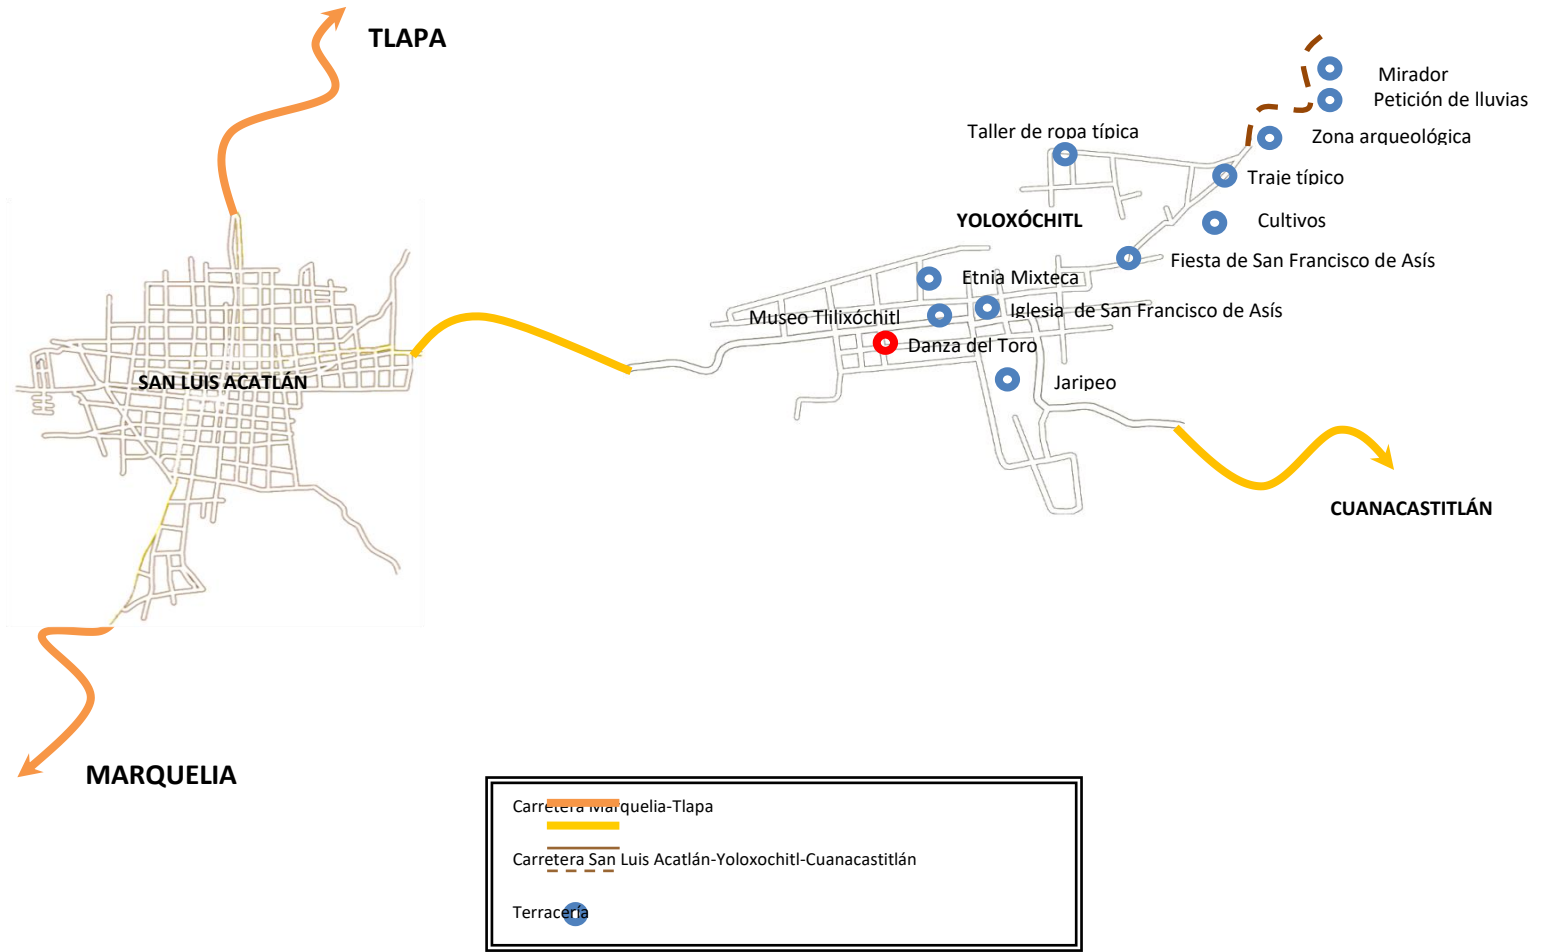 TLAPA
Mirador
Petición de lluvias
Taller de ropa típica
Zona arqueológica
Traje típico
YOLOXÓCHITL
Cultivos
Fiesta de San Francisco de Asís
Etnia Mixteca
Museo Tlilixóchitl
Iglesia de San Francisco de Asís
Danza del Toro
SAN LUIS ACATLÁN
Jaripeo
CUANACASTITLÁN
MARQUELIA
Carretera Marquelia-Tlapa
Carretera San Luis Acatlán-Yoloxochitl-Cuanacastitlán
Terracería